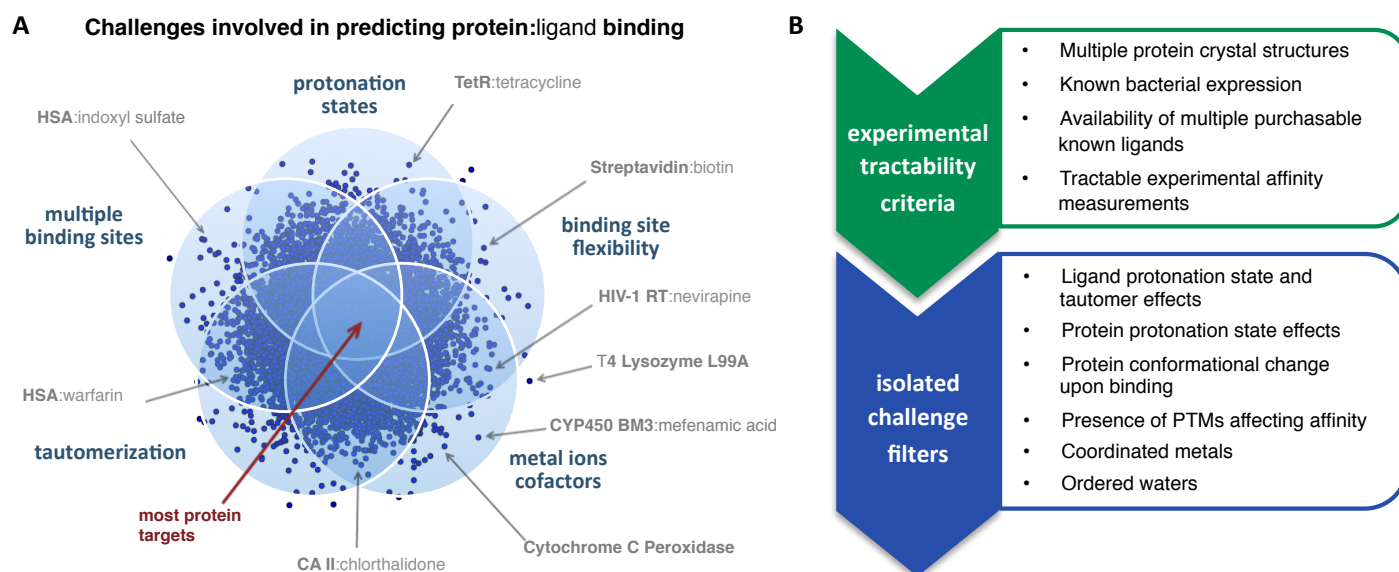 A
Challenges involved in predicting protein:ligand binding
protonation
states
TetR:tetracycline
HSA:indoxyl sulfate
Streptavidin:biotin
multiple
binding sites
binding site
flexibility
HIV-1 RT:nevirapine
T4 Lysozyme L99A
HSA:warfarin
CYP450 BM3:mefenamic acid
tautomerization
metal ions
cofactors
most protein
targets
Cytochrome C Peroxidase
CA II:chlorthalidone
B
experimental
tractability
criteria
• Multiple protein crystal structures
• Known bacterial expression
• Availability of multiple purchasable
known ligands
• Tractable experimental affinity
measurements
isolated
challenge
filters
• Ligand protonation state and
tautomer effects
• Protein protonation state effects
• Protein conformational change
upon binding
• Presence of PTMs affecting affinity
• Coordinated metals
• Ordered waters